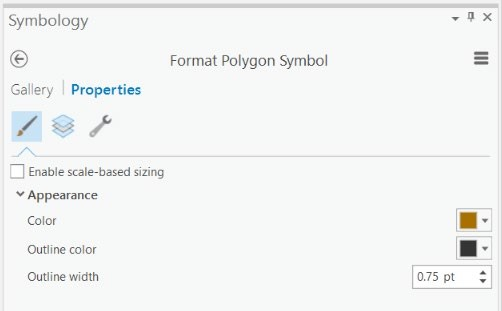 Symbology
Format Polygon Symbol
Gallery Properties
Enable scale-based sizing
Appearance
Color
Outline color
Outline width 0.75 pt